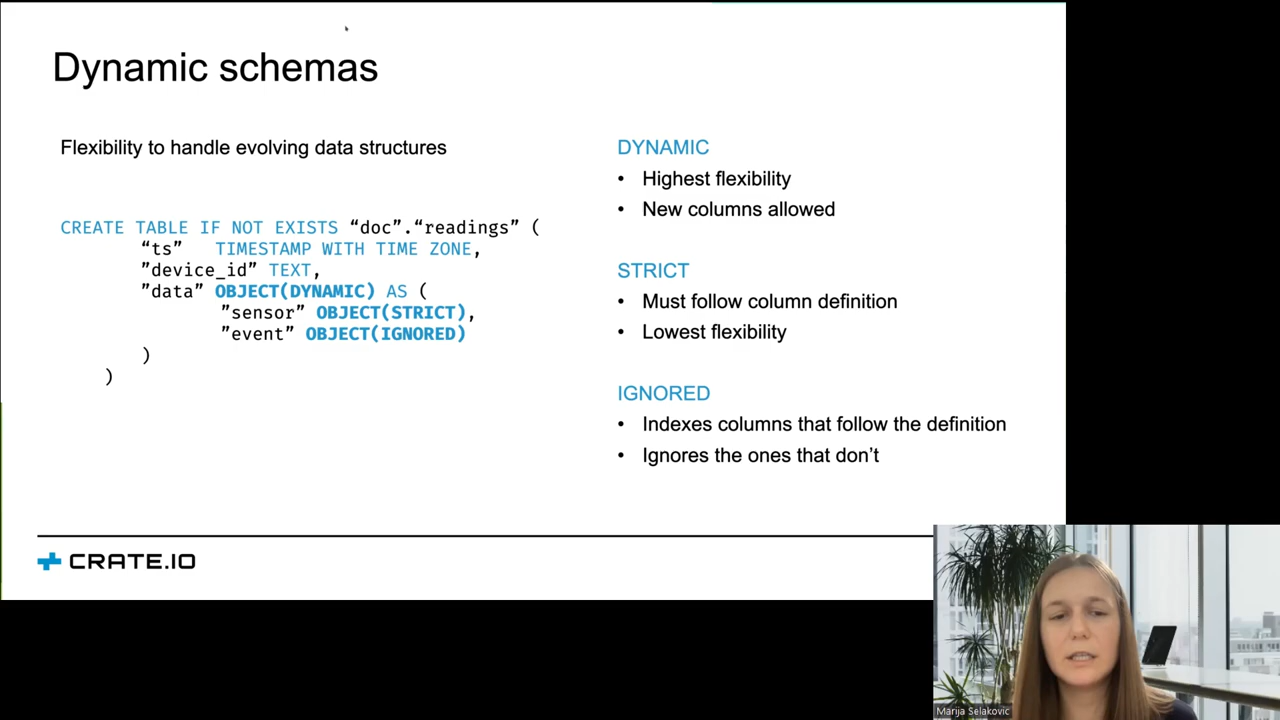 Dynamic schemas
Flexibility to handle evolving data structures
CREATE TABLE IF NOT EXISTS “doc”.“readings” (
“ts” TIMESTAMP WITH TIME ZONE,
”device_id” TEXT,
”data” OBJECT(DYNAMIC) AS (
”sensor” OBJECT(STRICT),
”event” OBJECT(IGNORED)
)
)
DYNAMIC
• Highest flexibility
• New columns allowed
STRICT
• Must follow column definition
• Lowest flexibility
IGNORED
• Indexes columns that follow the definition
• Ignores the ones that don’t
CRATE.IO
Marija Selakovic